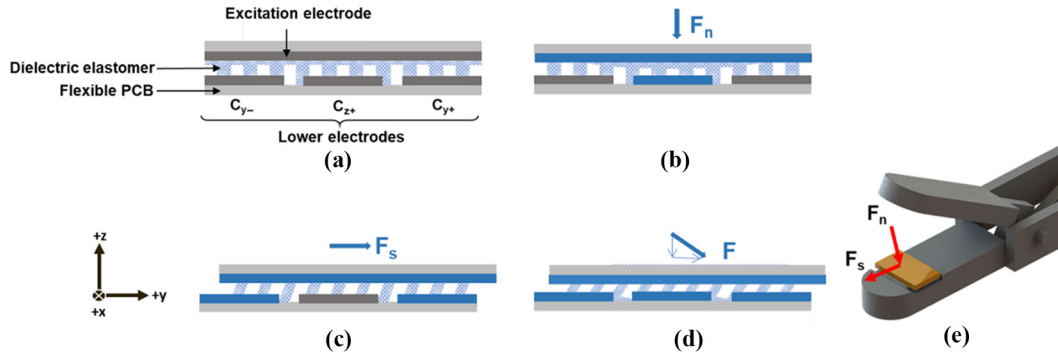 Excitation electrode
Dielectric elastomer
Flexible PCB
Cy−
Cz+
Cy+
Lower electrodes
(a)
Fn
(b)
+z
+y
+x
Fs
(c)
F
(d)
Fn
Fs
(e)